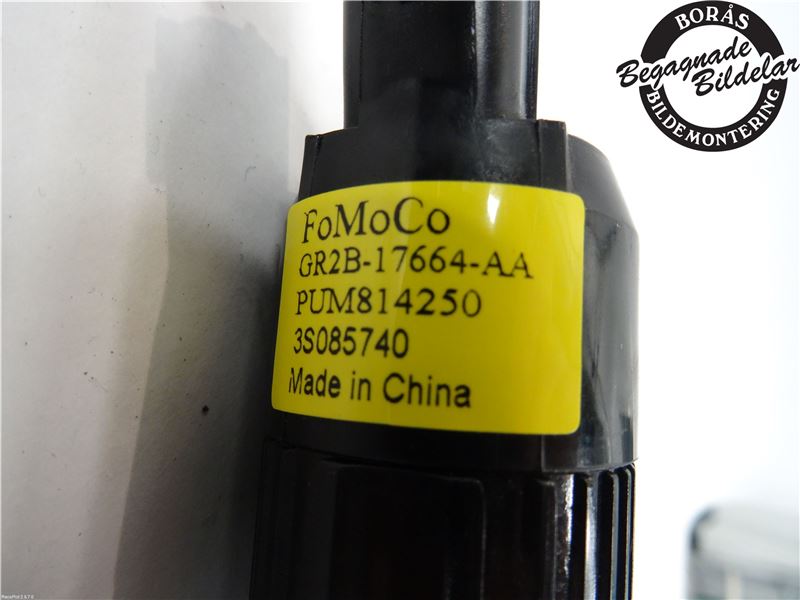 BORÅS
Begagnade
Bildelar
BILDEMONTERING
FoMoCo
GR2B-17664-AA
PUM814250
3S085740
Made in China